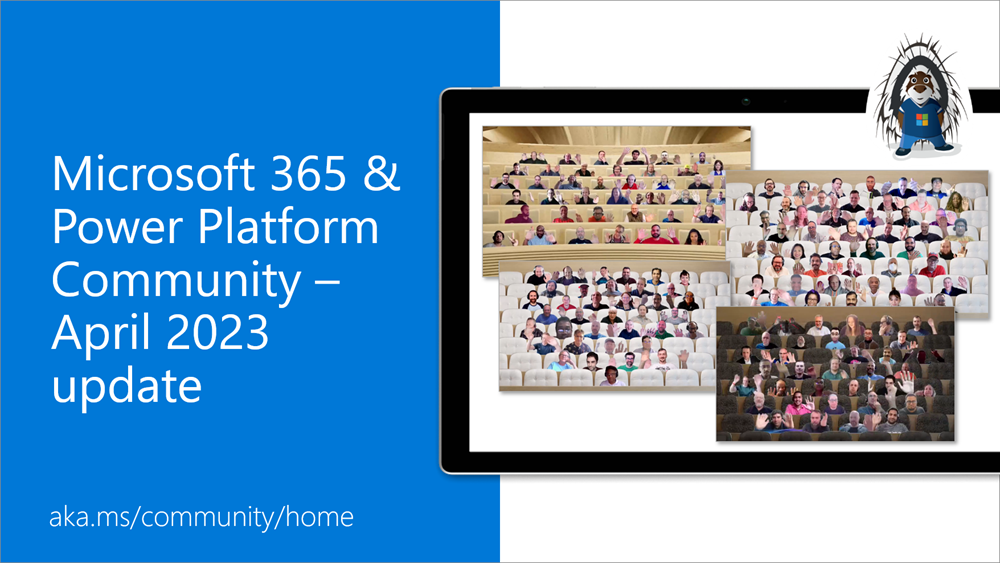 Microsoft 365 &
Power Platform
Community –
April 2023
update
aka.ms/community/home